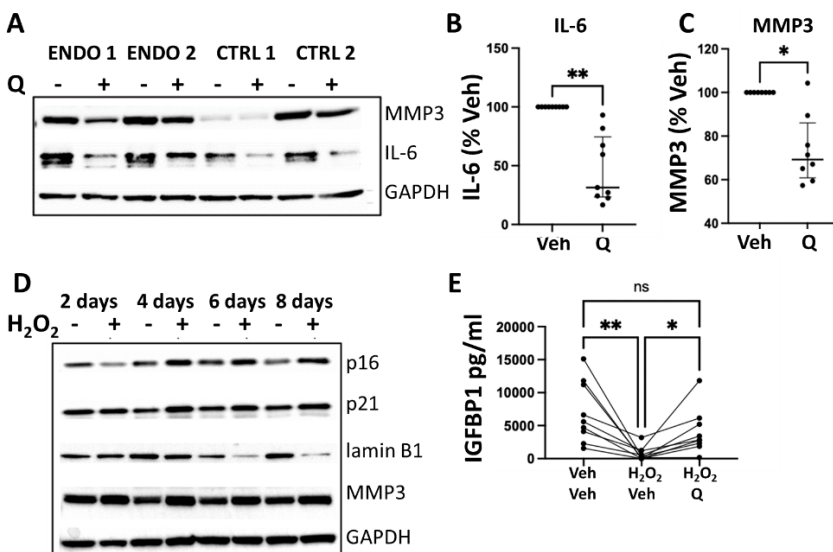 A
ENDO 1 ENDO 2 CTRL 1 CTRL 2
Q - + - + - + - +
MMP3
IL-6
GAPDH
B
IL-6
IL-6 (% Veh)
150
100
50
0
**
Veh Q
C
MMP3
MMP3 (% Veh)
120
100
80
60
40
*
Veh Q
D
2 days 4 days 6 days 8 days
H₂O₂ - + - + - + - +
p16
p21
lamin B1
MMP3
GAPDH
E
IGFBP1 pg/ml
ns
** *
20000
15000
10000
5000
0
Veh H₂O₂ H₂O₂
Veh Veh Q